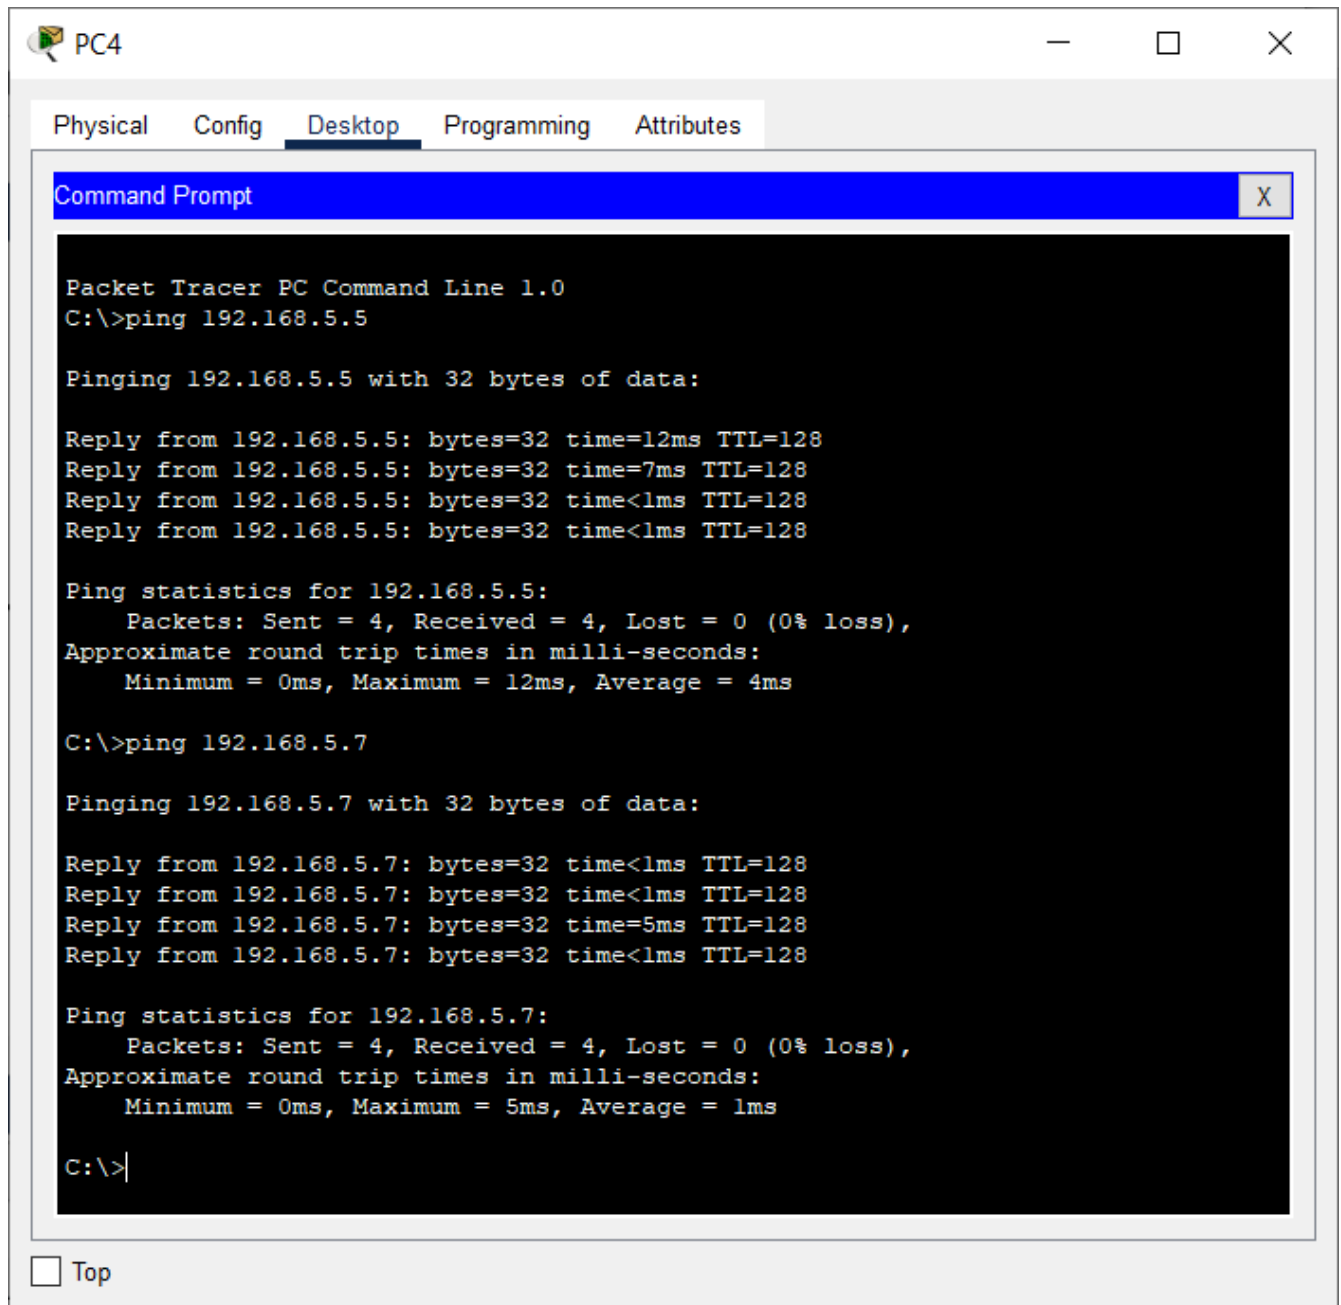 PC4
Physical Config Desktop Programming Attributes
Command Prompt X
Packet Tracer PC Command Line 1.0
C:\>ping 192.168.5.5
Pinging 192.168.5.5 with 32 bytes of data:
Reply from 192.168.5.5: bytes=32 time=12ms TTL=128
Reply from 192.168.5.5: bytes=32 time=7ms TTL=128
Reply from 192.168.5.5: bytes=32 time<1ms TTL=128
Reply from 192.168.5.5: bytes=32 time<1ms TTL=128
Ping statistics for 192.168.5.5:
Packets: Sent = 4, Received = 4, Lost = 0 (0% loss),
Approximate round trip times in milli-seconds:
Minimum = 0ms, Maximum = 12ms, Average = 4ms
C:\>ping 192.168.5.7
Pinging 192.168.5.7 with 32 bytes of data:
Reply from 192.168.5.7: bytes=32 time<1ms TTL=128
Reply from 192.168.5.7: bytes=32 time<1ms TTL=128
Reply from 192.168.5.7: bytes=32 time=5ms TTL=128
Reply from 192.168.5.7: bytes=32 time<1ms TTL=128
Ping statistics for 192.168.5.7:
Packets: Sent = 4, Received = 4, Lost = 0 (0% loss),
Approximate round trip times in milli-seconds:
Minimum = 0ms, Maximum = 5ms, Average = 1ms
C:\>
Top